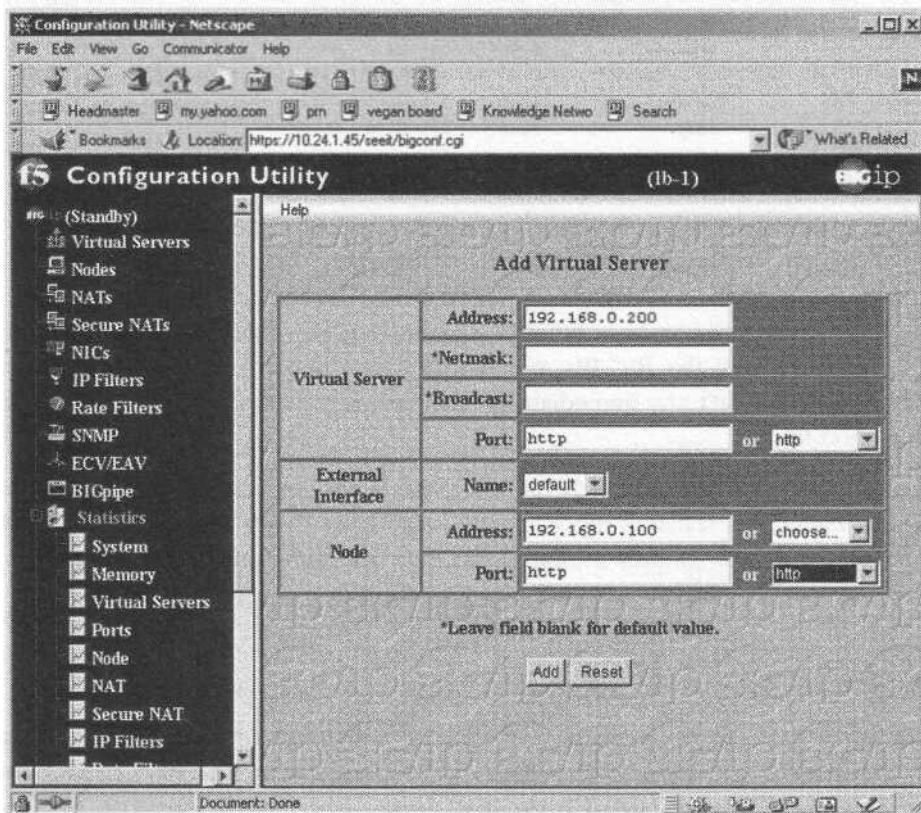 Configuration Utility - Netscape
File Edit View Go Communicator Help
N
Headmaster my.yahoo.com prn vegan board Knowledge Netwo Search
Bookmarks Location: https://10.24.1.45/seeit/bigconf.cgi What's Related
f5 Configuration Utility (lb-1) BIGip
(Standby)
Virtual Servers
Nodes
NATs
Secure NATs
NICs
IP Filters
Rate Filters
SNMP
ECV/EAV
BIGpipe
Statistics
System
Memory
Virtual Servers
Ports
Node
NAT
Secure NAT
IP Filters
Help
Add Virtual Server
Virtual Server
Address: 192.168.0.200
*Netmask:
*Broadcast:
Port: http or http
External Interface
Name: default
Node
Address: 192.168.0.100 or choose...
Port: http or http
*Leave field blank for default value.
Add Reset
Document: Done